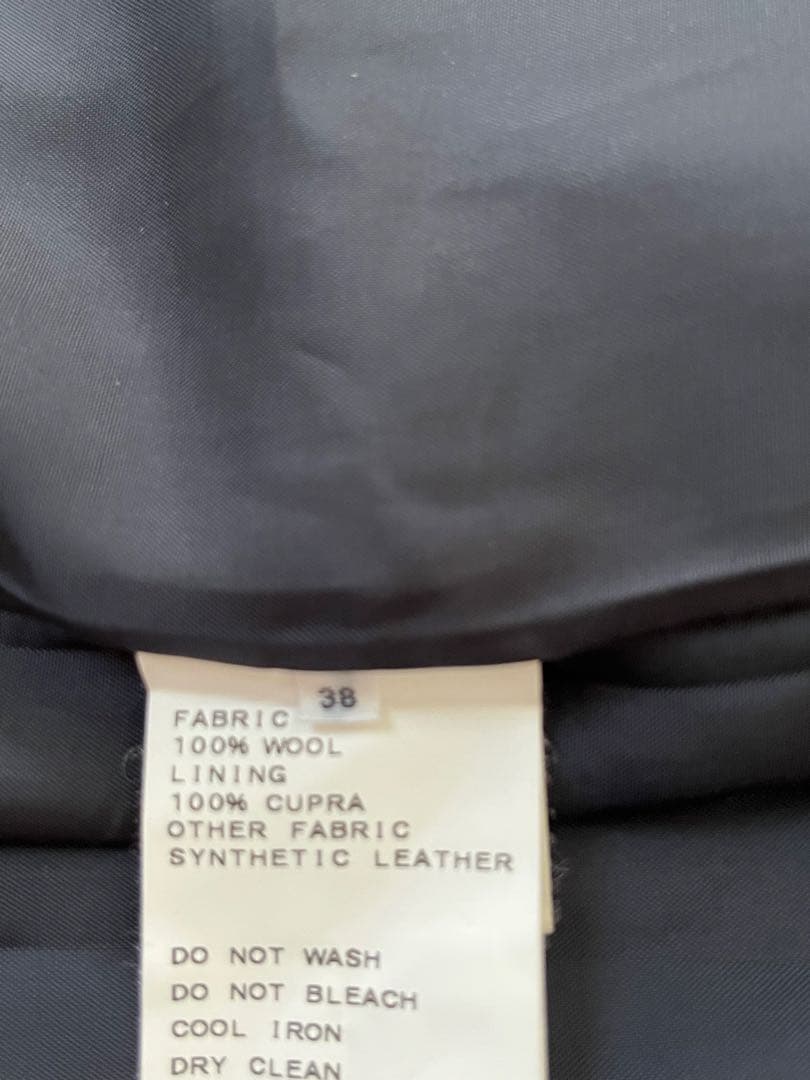 38
FABRIC
100% WOOL
LINING
100% CUPRA
OTHER FABRIC
SYNTHETIC LEATHER
DO NOT WASH
DO NOT BLEACH
COOL IRON
DRY CLEAN